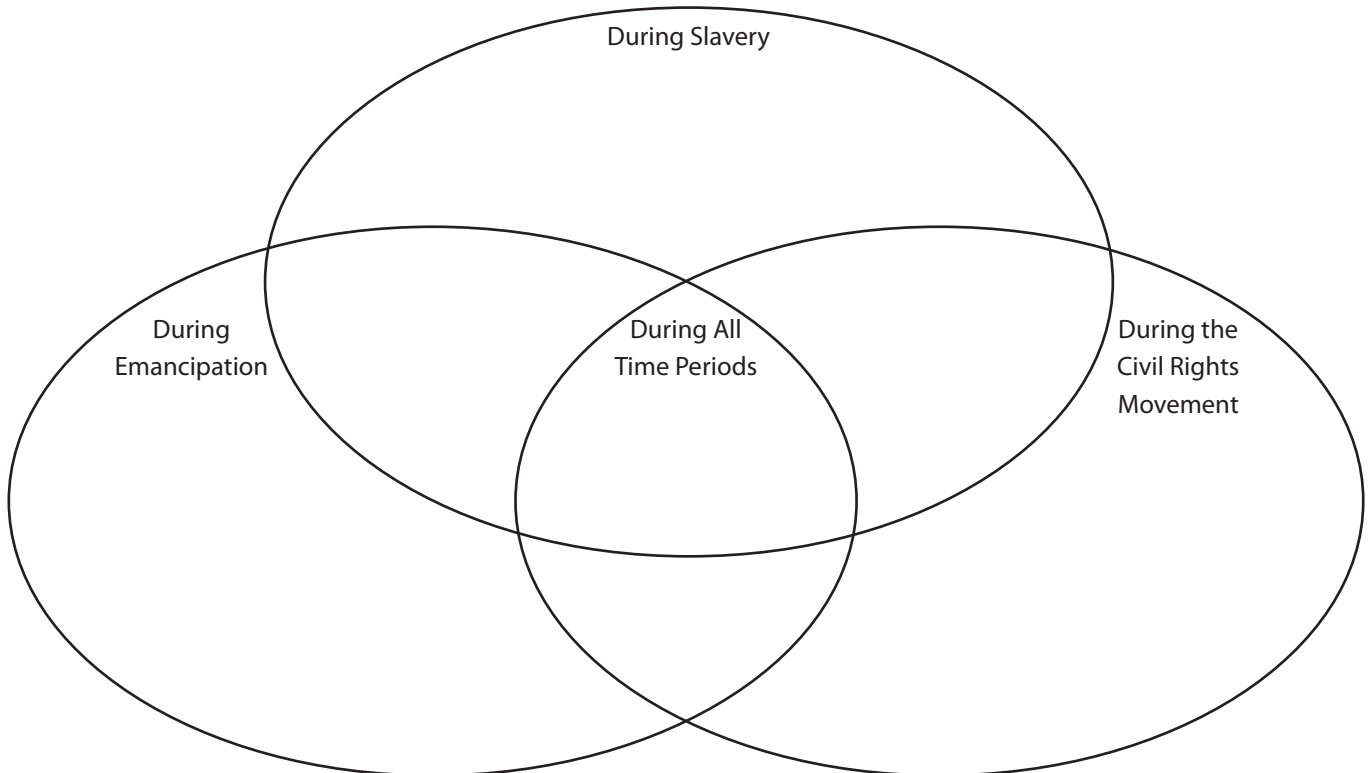 During Slavery
During
Emancipation
During All
Time Periods
During the
Civil Rights
Movement